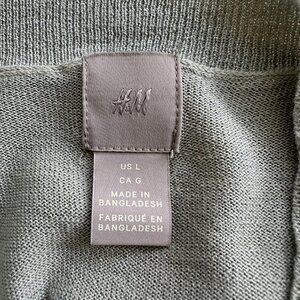 H&M
US L
CA G
MADE IN
BANGLADESH
FABRIQUÉ EN
BANGLADESH